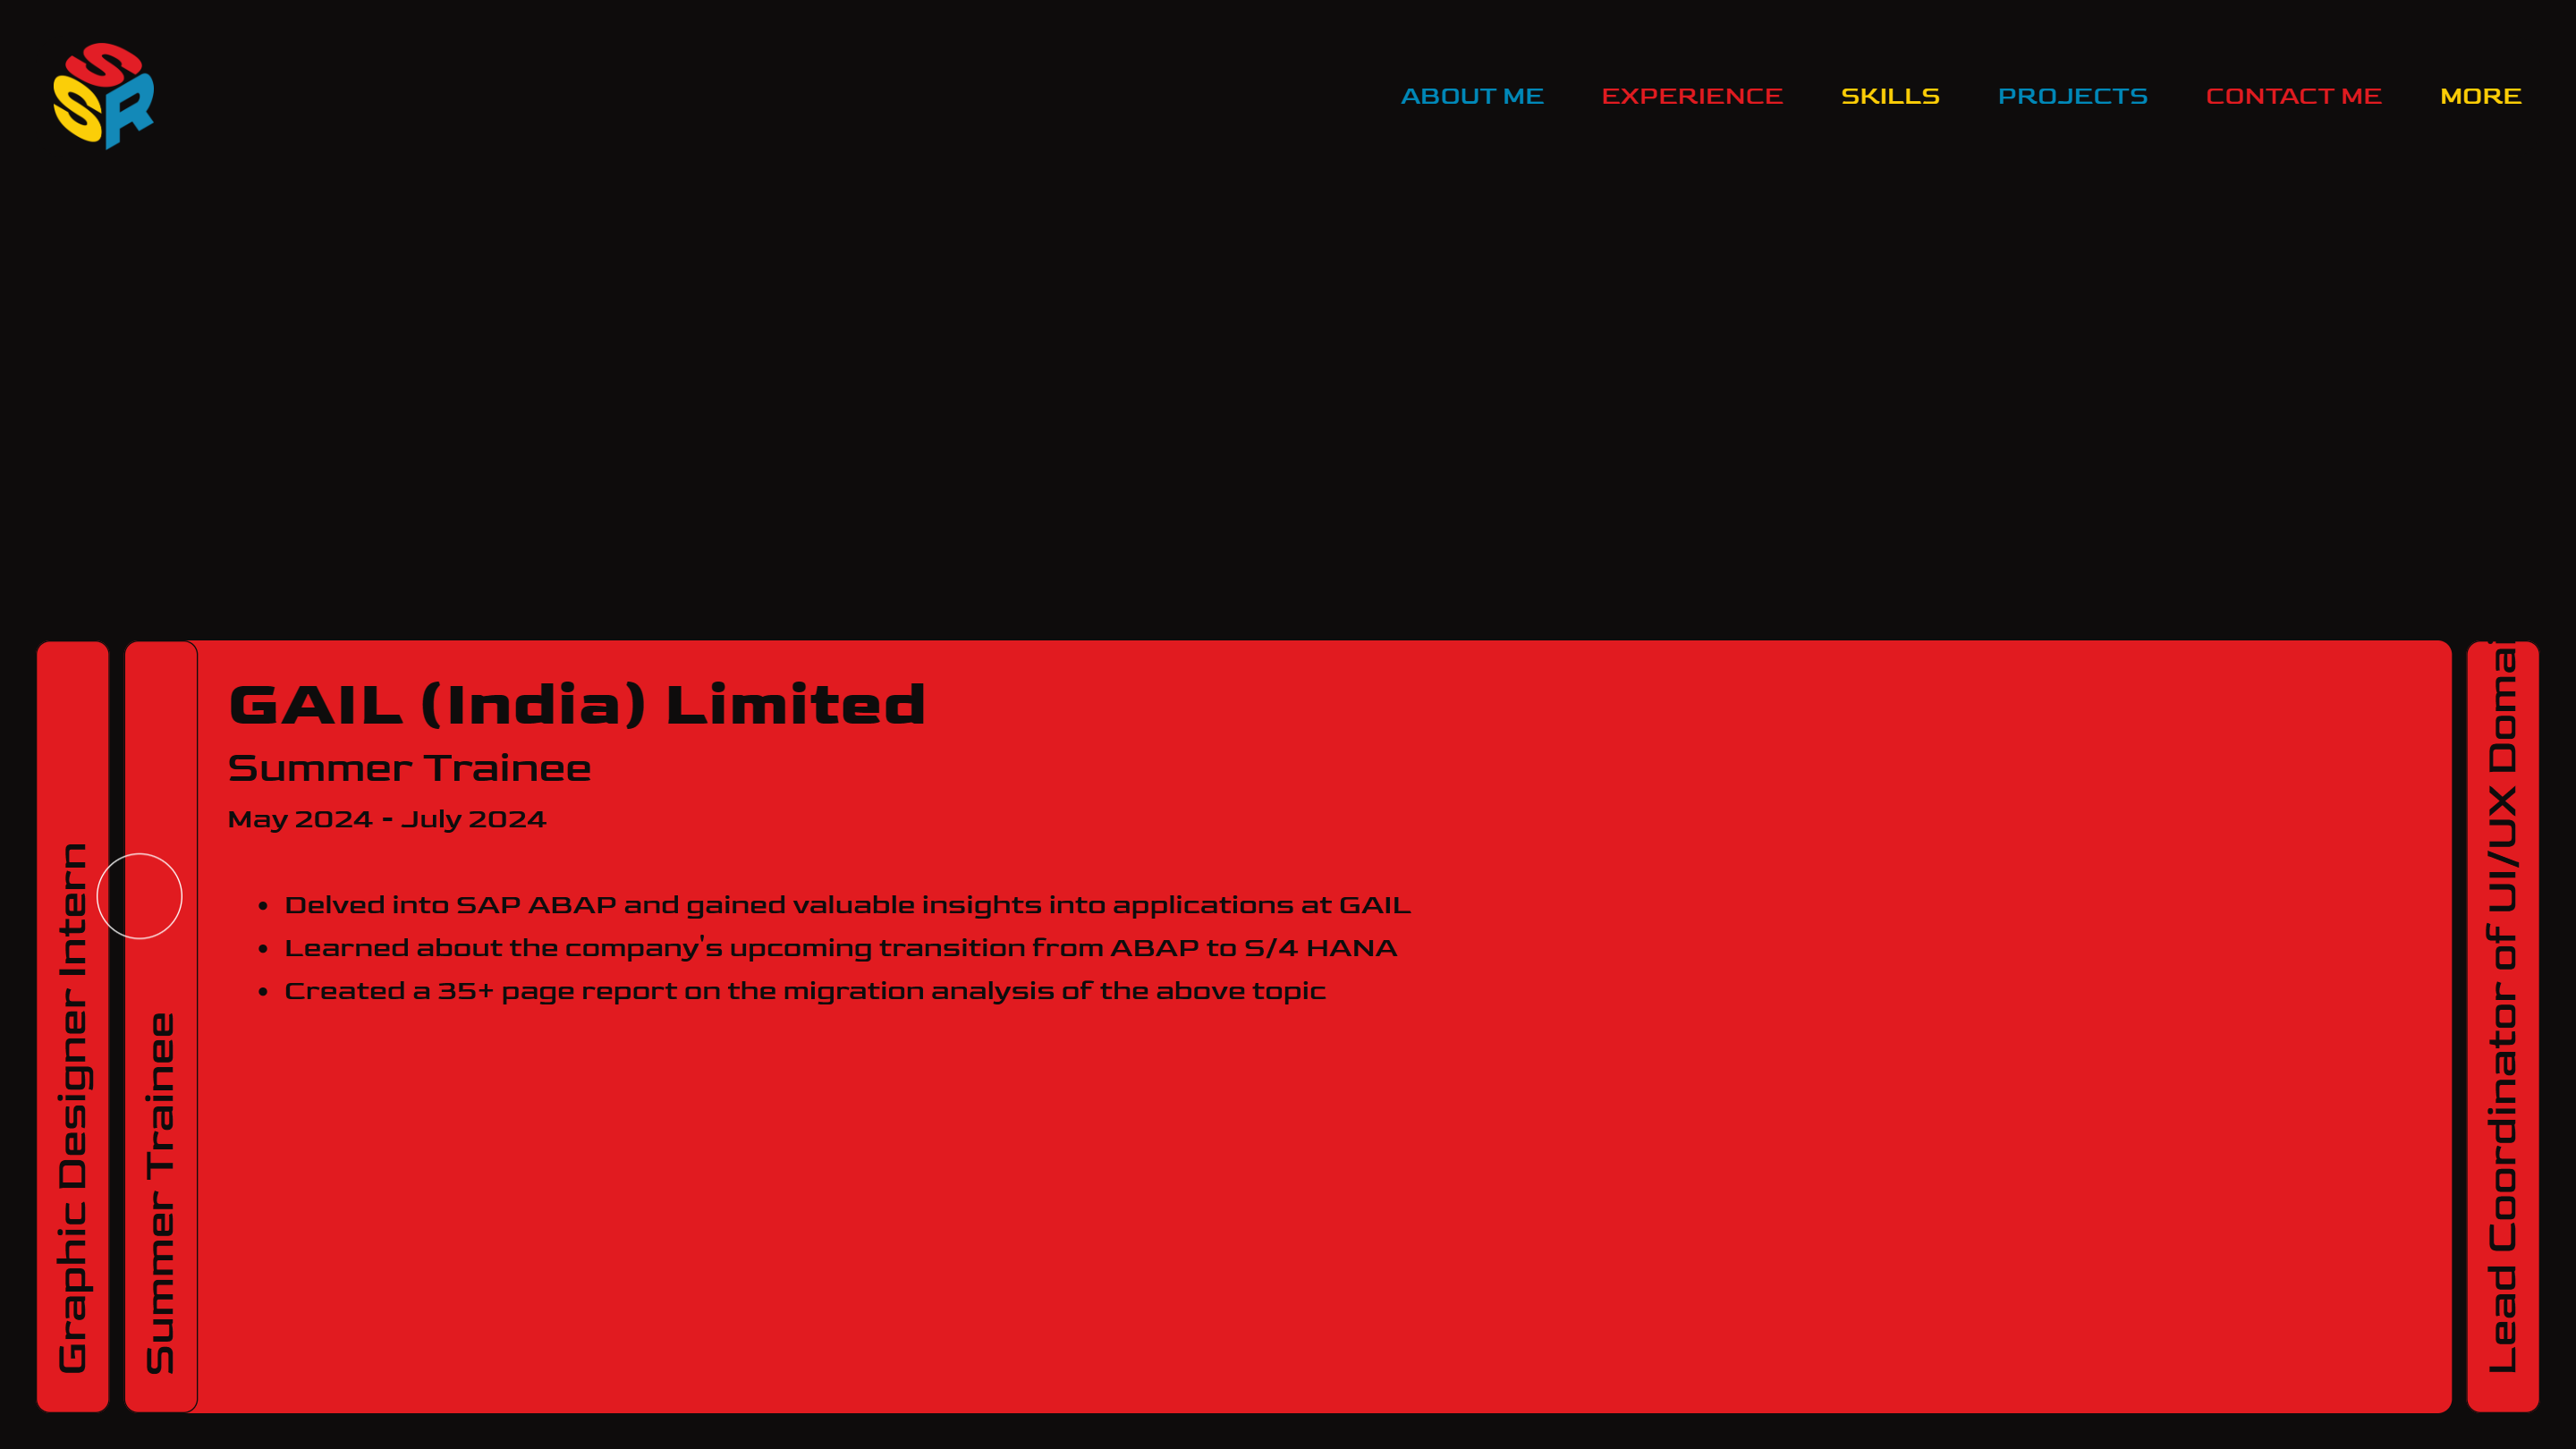 SSR
ABOUT ME EXPERIENCE SKILLS PROJECTS CONTACT ME MORE
Graphic Designer Intern
Summer Trainee
GAIL (India) Limited
Summer Trainee
May 2024 - July 2024
• Delved into SAP ABAP and gained valuable insights into applications at GAIL
• Learned about the company's upcoming transition from ABAP to S/4 HANA
• Created a 35+ page report on the migration analysis of the above topic
Lead Coordinator of UI/UX Domai